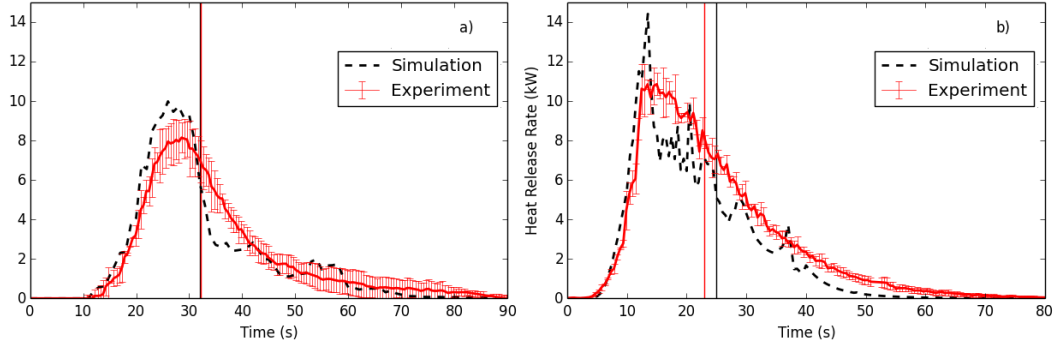 a)
Simulation
Experiment
14
12
10
8
6
4
2
0
0 10 20 30 40 50 60 70 80 90
Time (s)
b)
Simulation
Experiment
Heat Release Rate (kW)
14
12
10
8
6
4
2
0
0 10 20 30 40 50 60 70 80
Time (s)